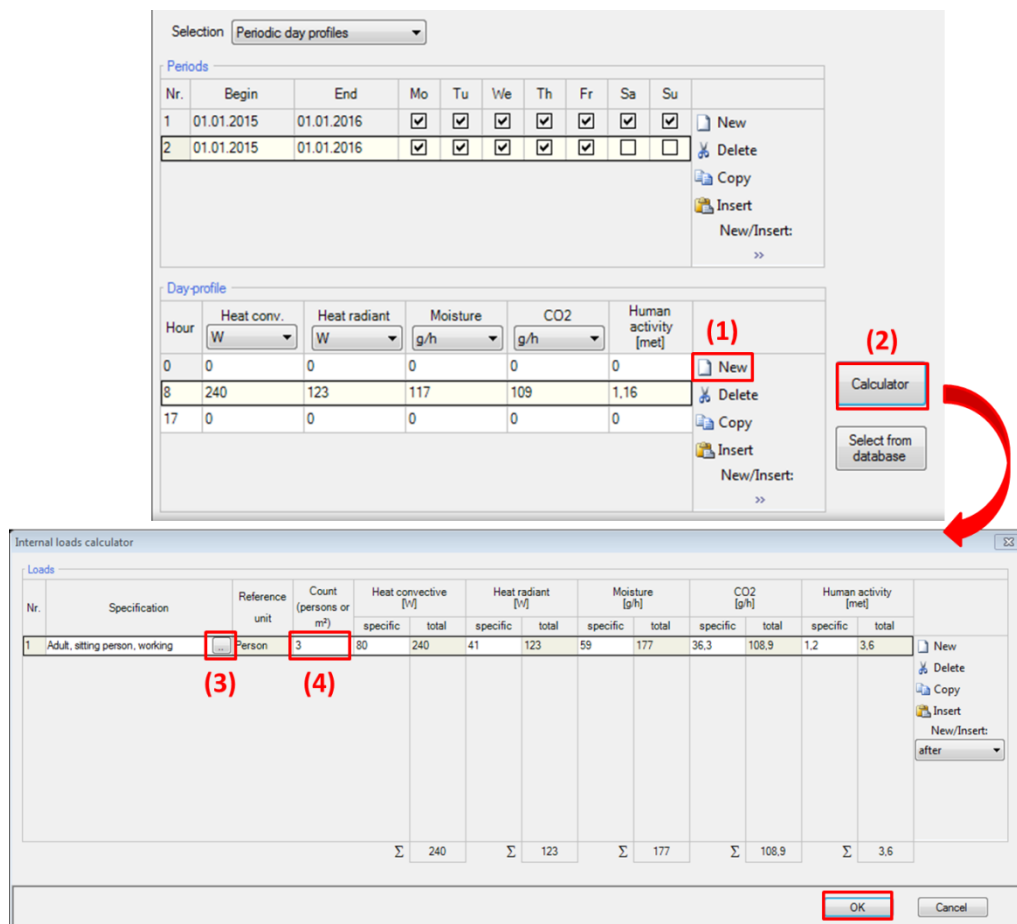 Selection Periodic day profiles
Periods
Nr. Begin End Mo Tu We Th Fr Sa Su
1 01.01.2015 01.01.2016 New
2 01.01.2015 01.01.2016 Delete
Copy
Insert
New/Insert:
>>
Day-profile
Hour Heat conv. Heat radiant Moisture CO2 Human activity [met] (1)
W W g/h g/h (2)
0 0 0 0 0 0 New
8 240 123 117 109 1,16 Delete Calculator
17 0 0 0 0 0 Copy
Insert Select from database
New/Insert:
>>
Internal loads calculator
Loads
Nr. Specification Reference unit Count (persons or m²) Heat convective [W] Heat radiant [W] Moisture [g/h] CO2 [g/h] Human activity [met]
specific total specific total specific total specific total specific total
1 Adult, sitting person, working .. Person 3 80 240 41 123 59 177 36,3 108,9 1,2 3,6 New
(3) (4) Delete
Copy
Insert
New/Insert:
after
Σ 240 Σ 123 Σ 177 Σ 108,9 Σ 3,6
OK Cancel